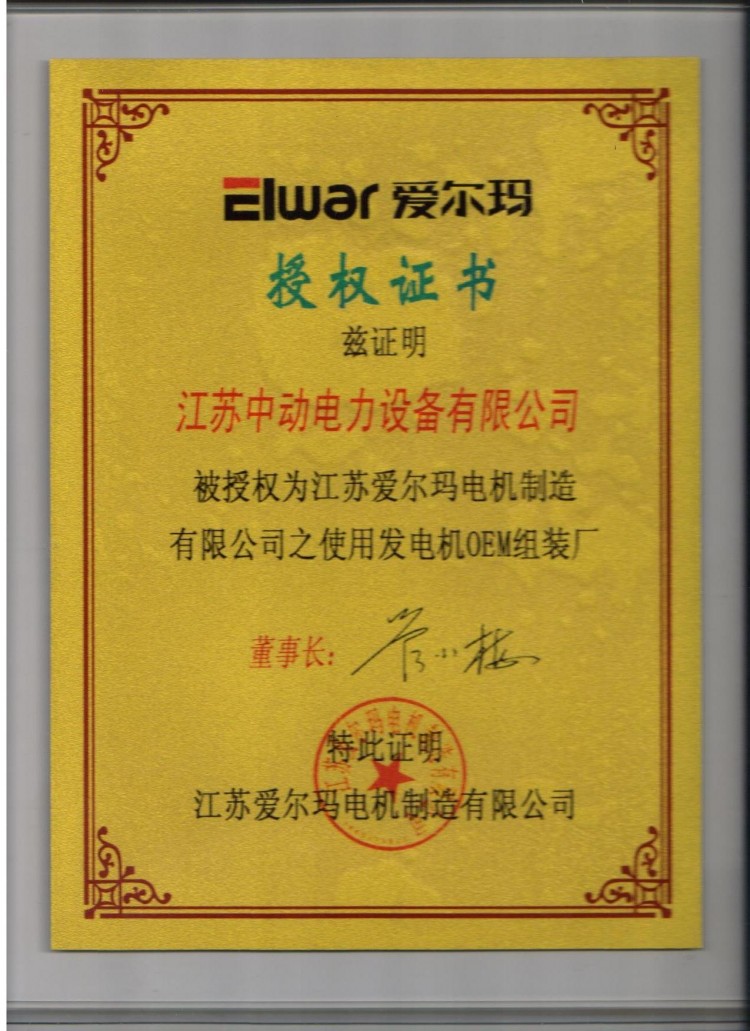 Elwar 爱尔玛
授权证书
兹证明
江苏中动电力设备有限公司
被授权为江苏爱尔玛电机制造
有限公司之使用发电机OEM组装厂
董事长：管小梅
特此证明
江苏爱尔玛电机制造有限公司